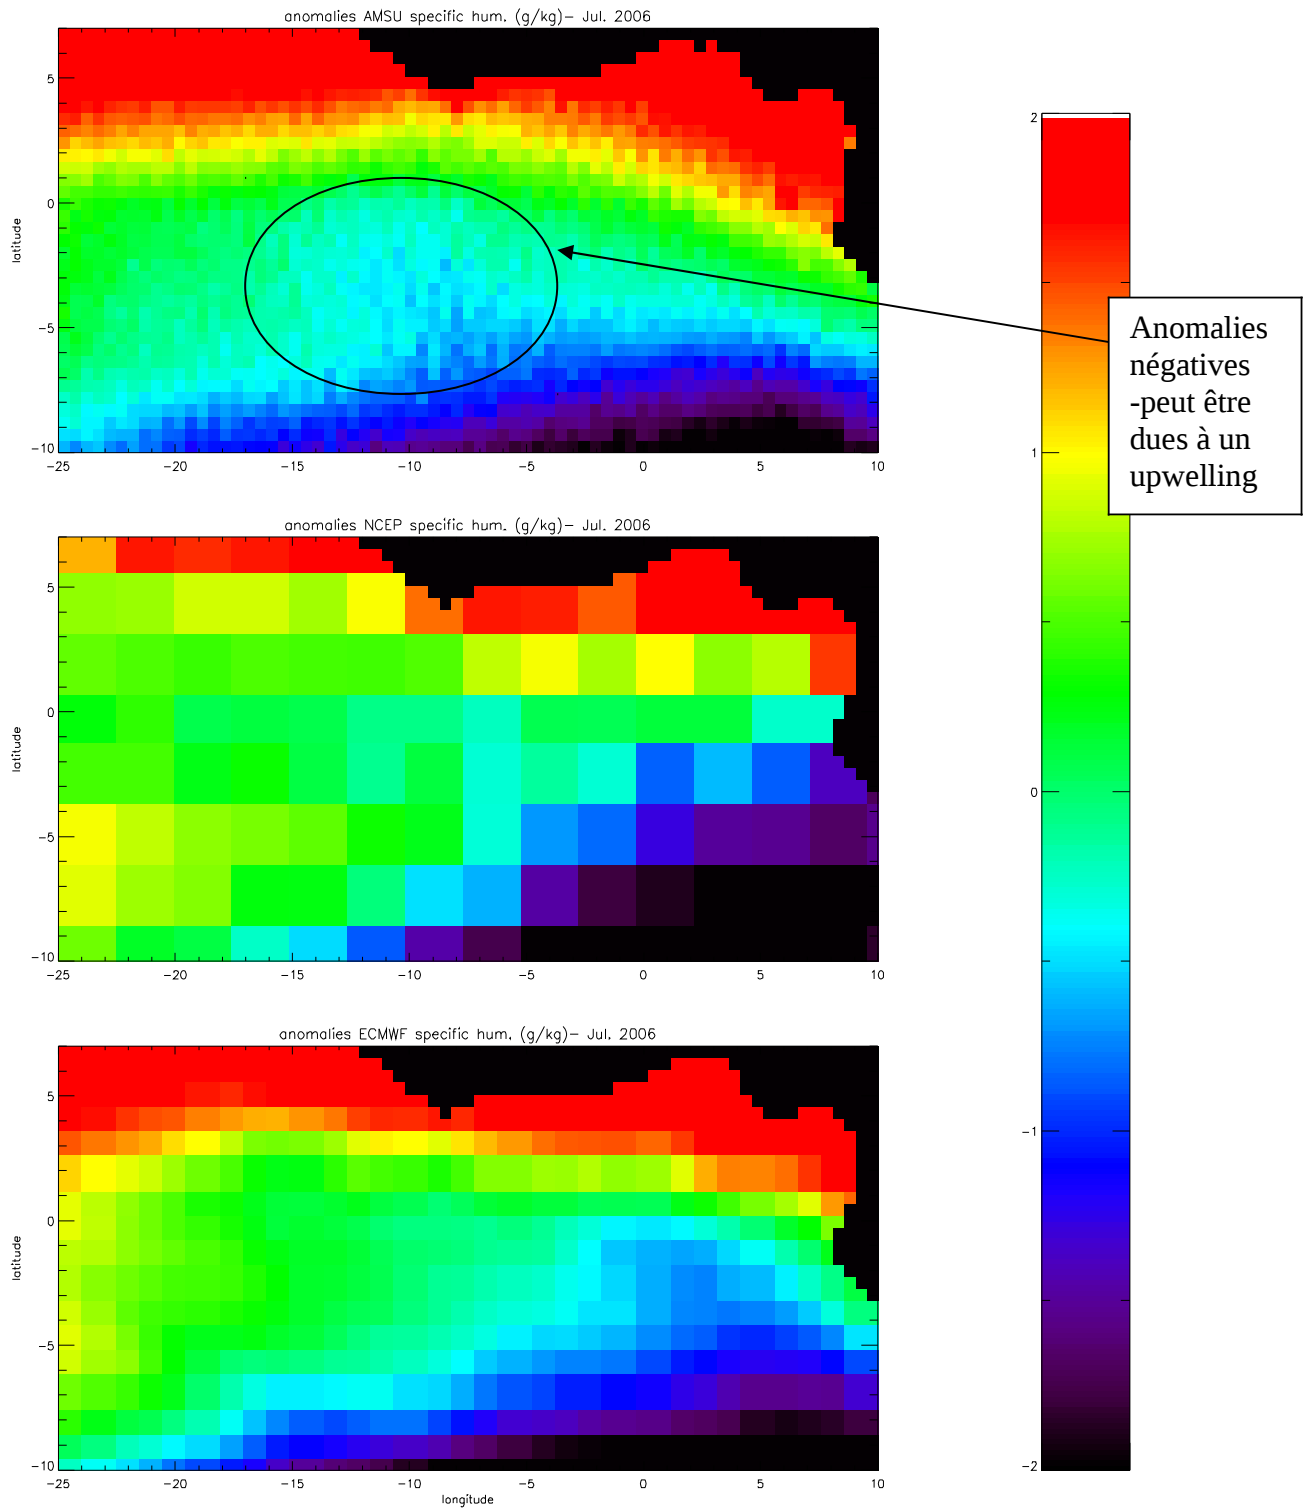 anomalies AMSU specific hum. (g/kg)- Jul. 2006
latitude
5
0
-5
-10
-25 -20 -15 -10 -5 0 5 10
anomalies NCEP specific hum. (g/kg)- Jul. 2006
latitude
5
0
-5
-10
-25 -20 -15 -10 -5 0 5 10
anomalies ECMWF specific hum. (g/kg)- Jul. 2006
latitude
5
0
-5
-10
-25 -20 -15 -10 -5 0 5 10
longitude
2
1
0
-1
-2
Anomalies
négatives
-peut être
dues à un
upwelling